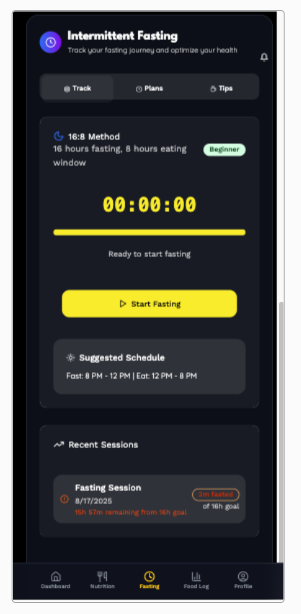 Intermittent Fasting
Track your fasting journey and optimize your health
Track
Plans
Tips
16:8 Method
16 hours fasting, 8 hours eating
window
Beginner
00:00:00
Ready to start fasting
Start Fasting
Suggested Schedule
Fast: 8 PM - 12 PM | Eat: 12 PM - 8 PM
Recent Sessions
Fasting Session
8/17/2025
15h 57m remaining from 16h goal
2m fasted
of 16h goal
Dashboard
Nutrition
Fasting
Food Log
Profile